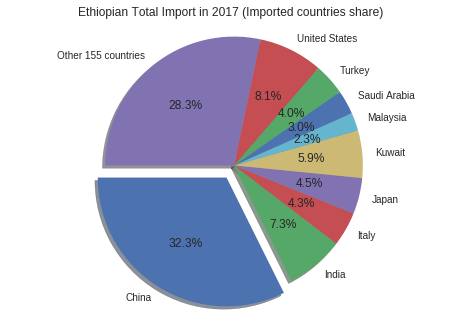 Ethiopian Total Import in 2017 (Imported countries share)
United States
Other 155 countries
Turkey
Saudi Arabia
Malaysia
Kuwait
Japan
Italy
India
China
28.3%
8.1%
4.0%
3.0%
2.3%
5.9%
4.5%
4.3%
7.3%
32.3%